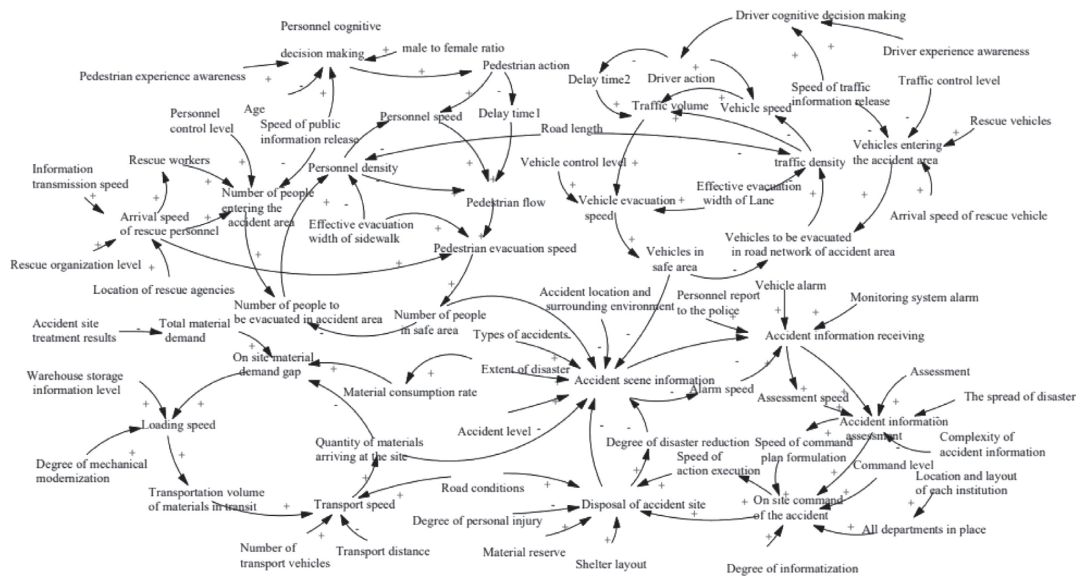 Personnel cognitive
decision making
male to female ratio
Pedestrian experience awareness
Age
Pedestrian action
Personnel
control level
Speed of public
information release
Personnel speed
Delay time1
Rescue workers
Information
transmission speed
Personnel density
Number of people
entering the
accident area
Arrival speed
of rescue personnel
Effective evacuation
width of sidewalk
Pedestrian flow
Pedestrian evacuation speed
Rescue organization level
Location of rescue agencies
Number of people to
be evacuated in accident area
Number of people
in safe area
Driver cognitive decision making
Driver experience awareness
Delay time2
Driver action
Speed of traffic
information release
Traffic control level
Traffic volume
Vehicle speed
Rescue vehicles
Road length
Vehicle control level
traffic density
Vehicles entering
the accident area
Effective evacuation
width of Lane
Vehicle evacuation
speed
Arrival speed of rescue vehicle
Vehicles in
safe area
Vehicles to be evacuated
in road network of accident area
Accident site
treatment results
Total material
demand
On site material
demand gap
Warehouse storage
information level
Material consumption rate
Loading speed
Quantity of materials
arriving at the site
Degree of mechanical
modernization
Transportation volume
of materials in transit
Transport speed
Number of
transport vehicles
Transport distance
Accident location and
surrounding environment
Types of accidents
Extent of disaster
Accident scene information
Accident level
Personnel report
to the police
Vehicle alarm
Monitoring system alarm
Accident information receiving
Alarm speed
Assessment speed
Assessment
The spread of disaster
Accident information
assessment
Complexity of
accident information
Degree of disaster reduction
Speed of
action execution
Speed of command
plan formulation
Command level
Location and layout
of each institution
Road conditions
Disposal of accident site
On site command
of the accident
All departments in place
Degree of personal injury
Material reserve
Shelter layout
Degree of informatization